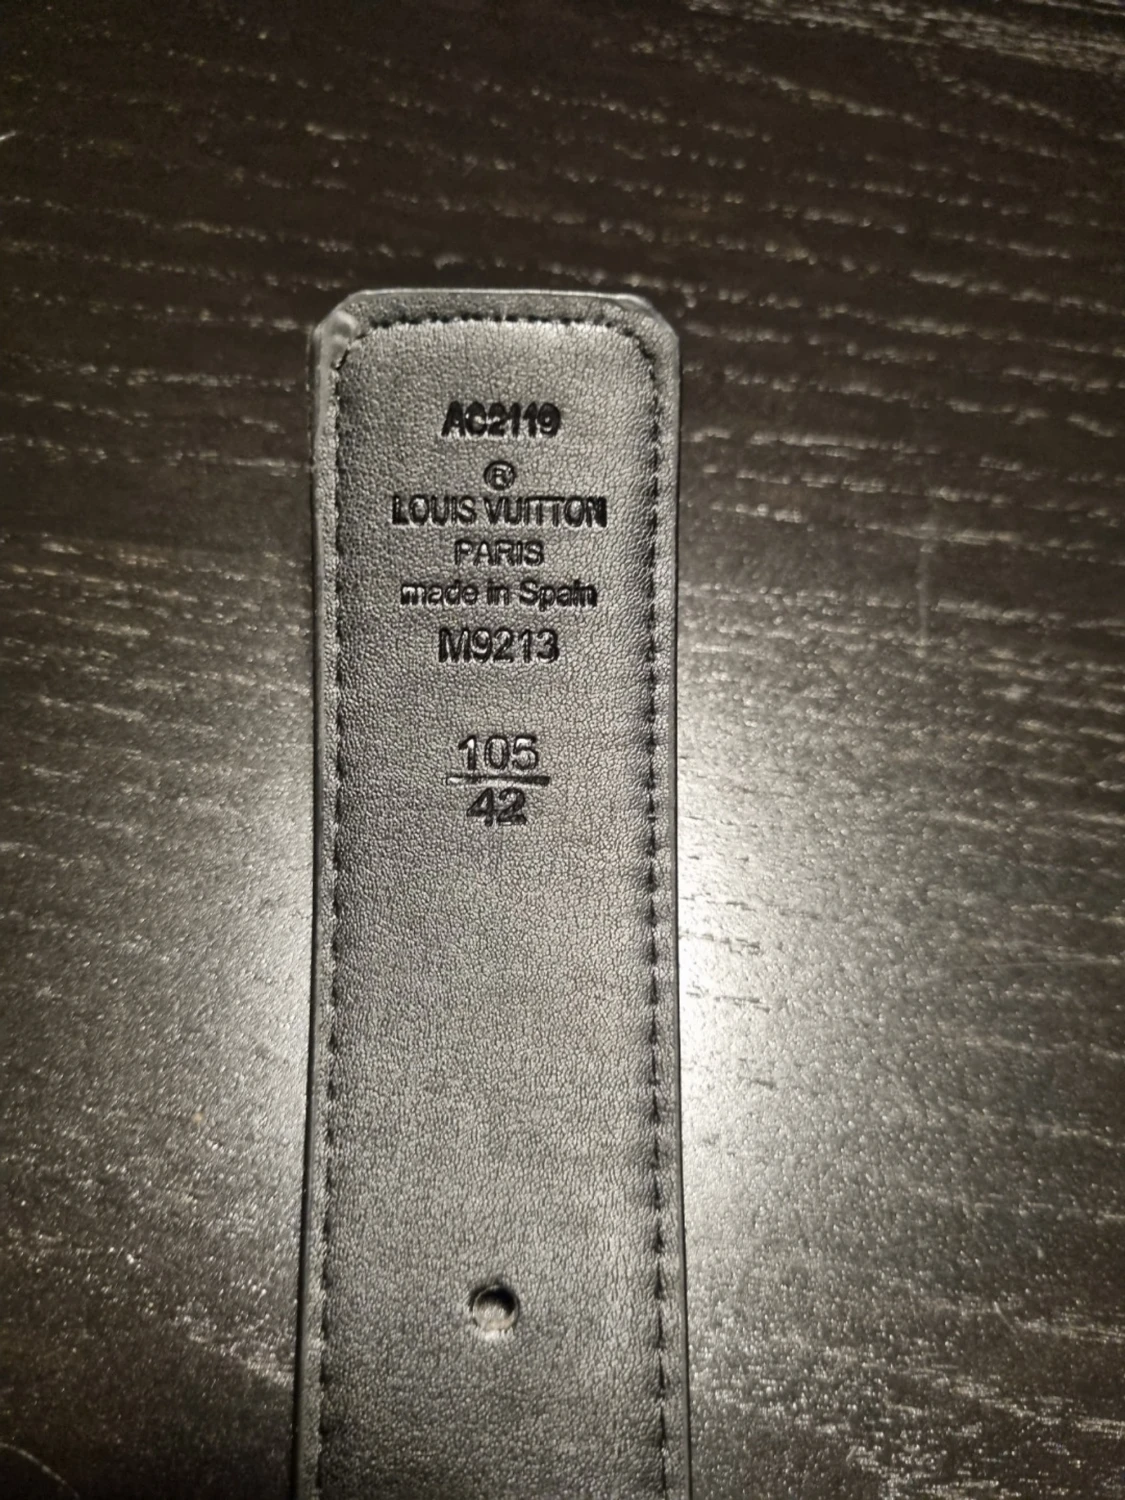 AC2119
®
LOUIS VUITTON
PARIS
made in Spain
M9213
105
42